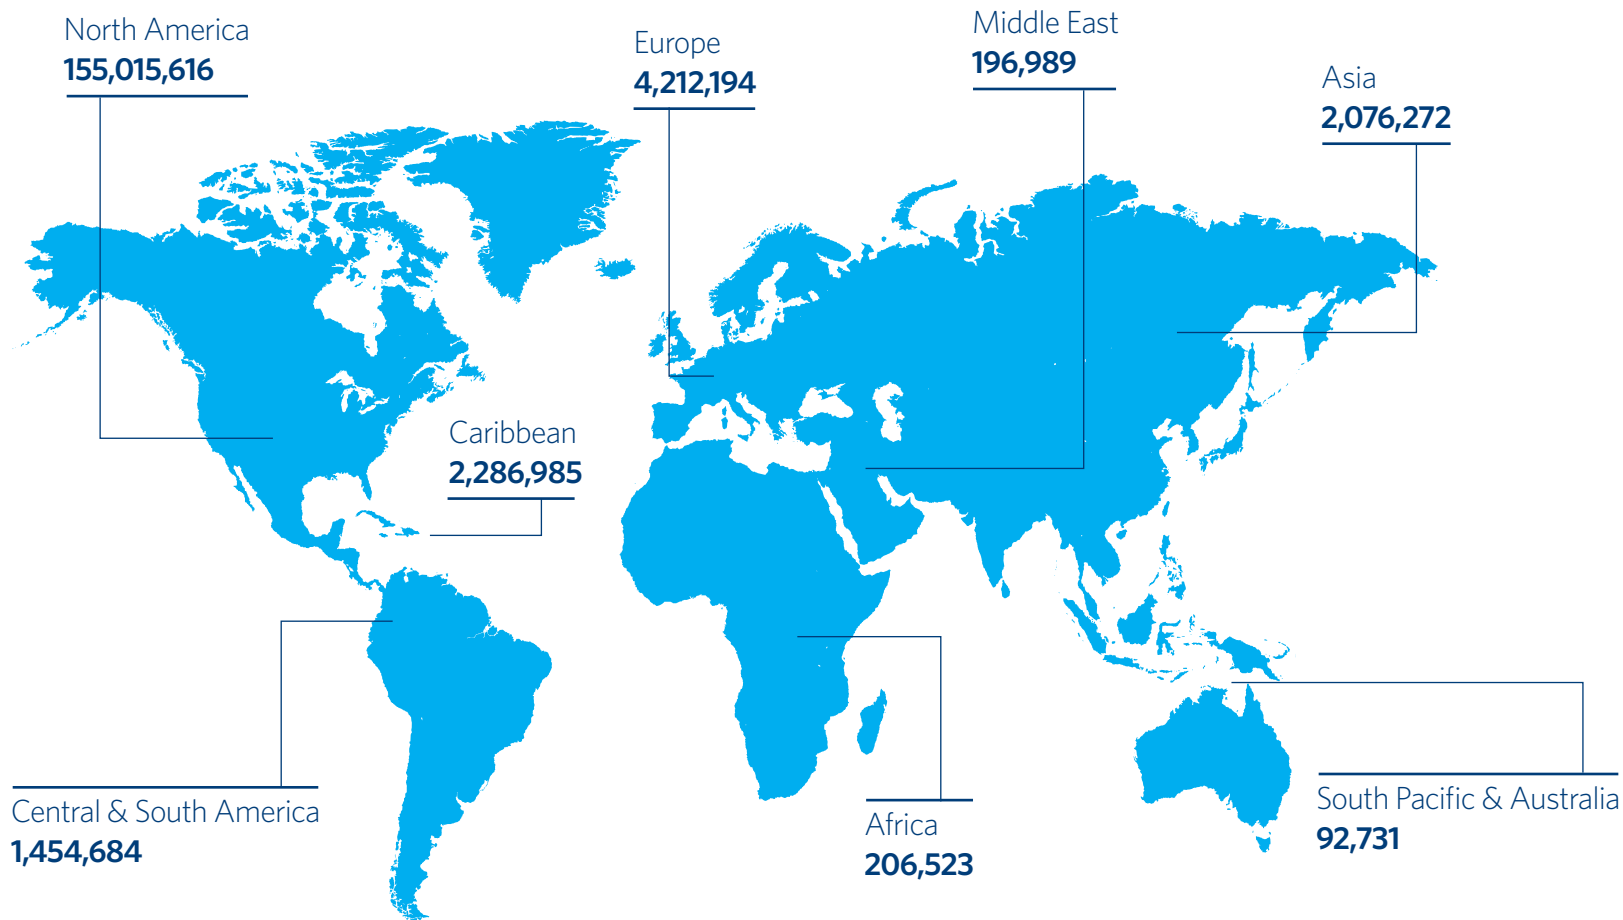 North America
155,015,616
Europe
4,212,194
Middle East
196,989
Asia
2,076,272
Caribbean
2,286,985
Central & South America
1,454,684
Africa
206,523
South Pacific & Australia
92,731